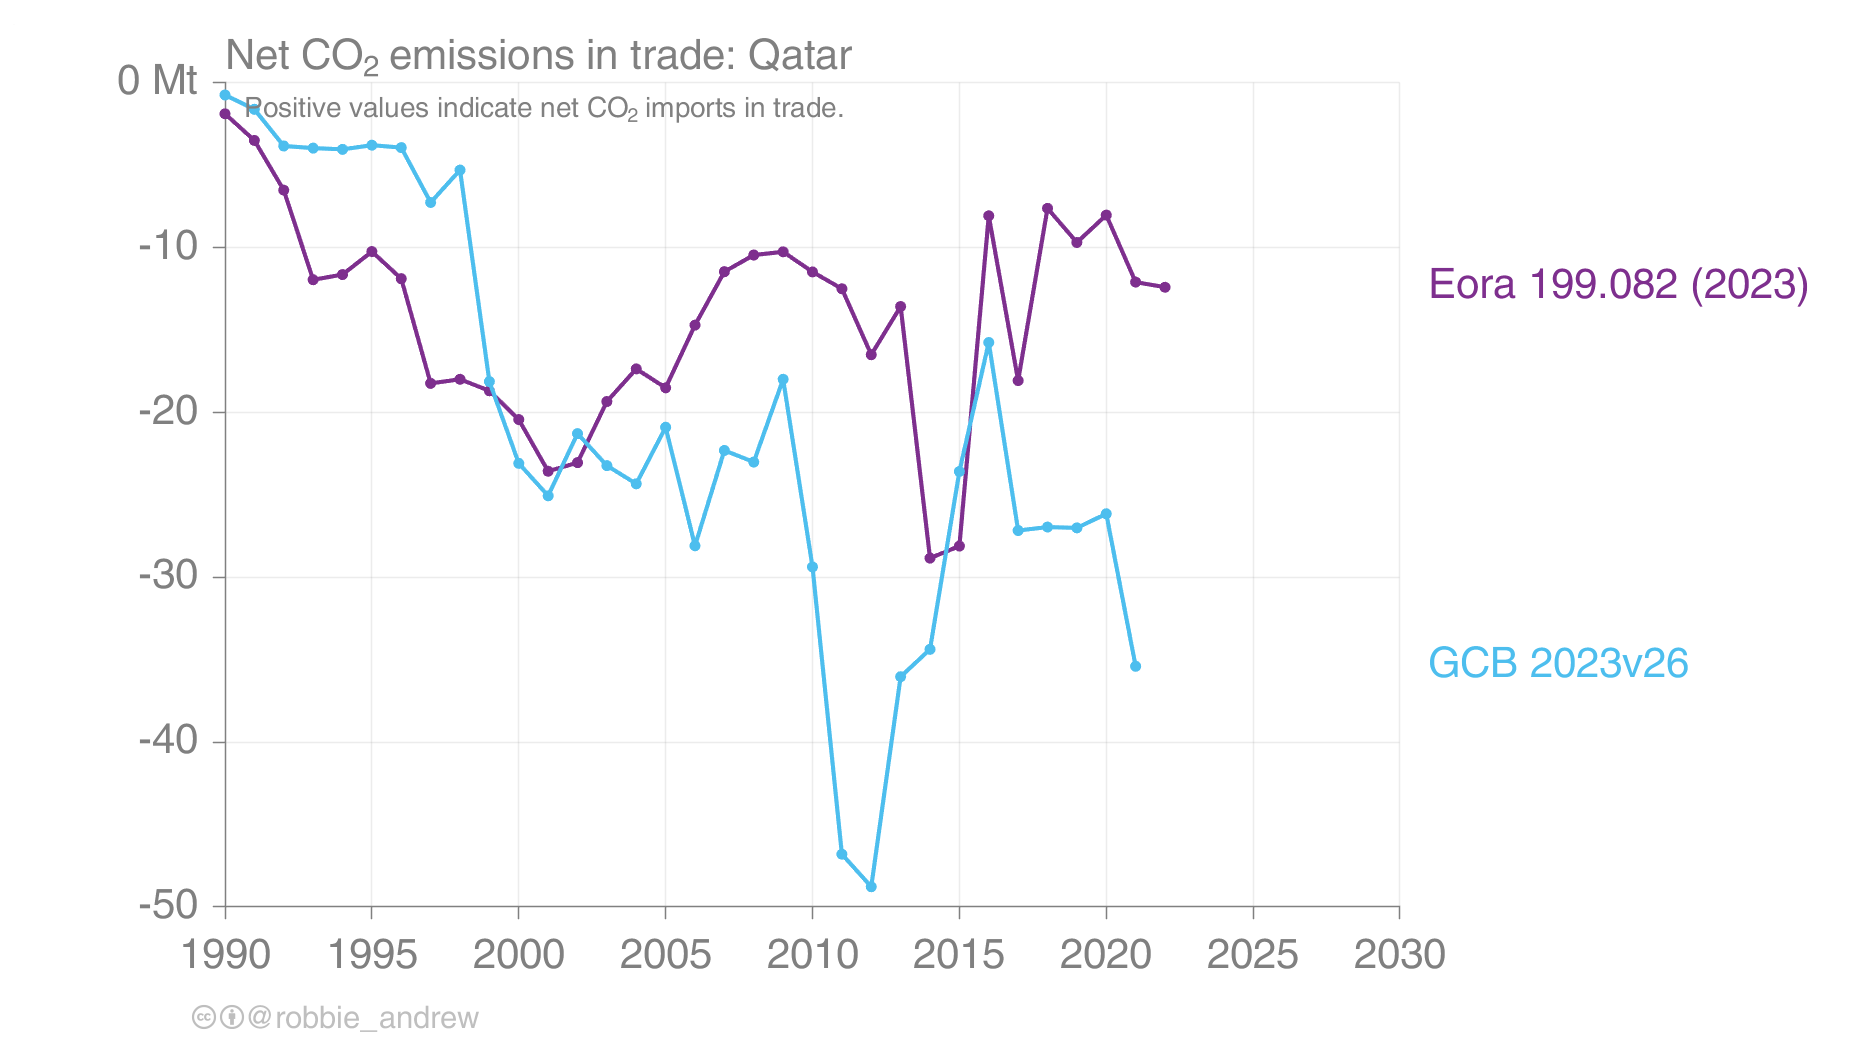 Net CO₂ emissions in trade: Qatar
Positive values indicate net CO₂ imports in trade.
0 Mt
-10
-20
-30
-40
-50
1990 1995 2000 2005 2010 2015 2020 2025 2030
Eora 199.082 (2023)
GCB 2023v26
@robbie_andrew